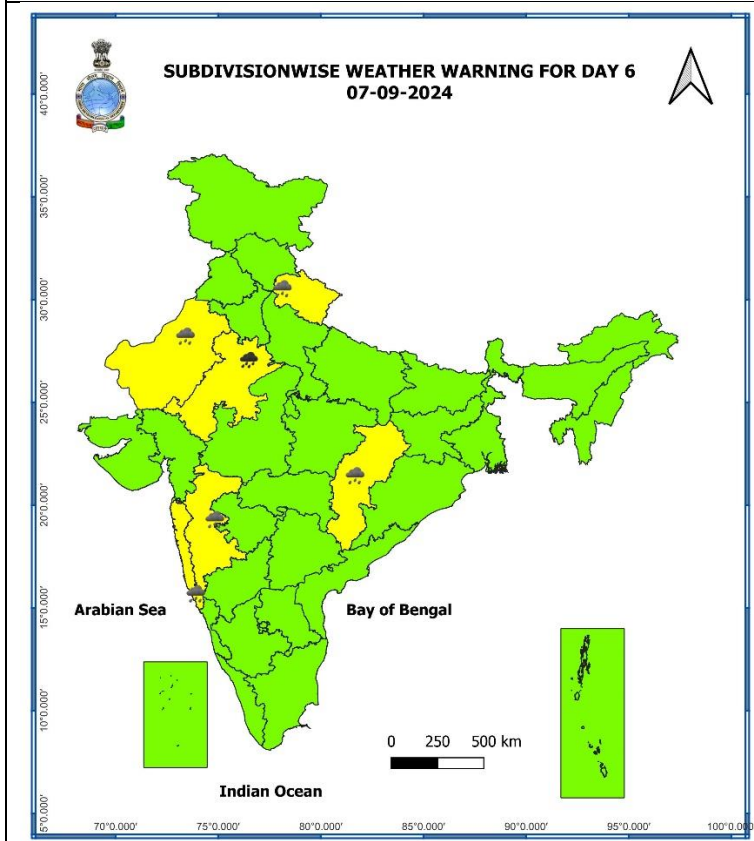 SUBDIVISIONWISE WEATHER WARNING FOR DAY 6
07-09-2024
40°0.000'
35°0.000'
30°0.000'
25°0.000'
20°0.000'
15°0.000'
10°0.000'
5°0.000'
Arabian Sea
Bay of Bengal
0 250 500 km
Indian Ocean
70°0.000' 75°0.000' 80°0.000' 85°0.000' 90°0.000' 95°0.000' 100°0.000'